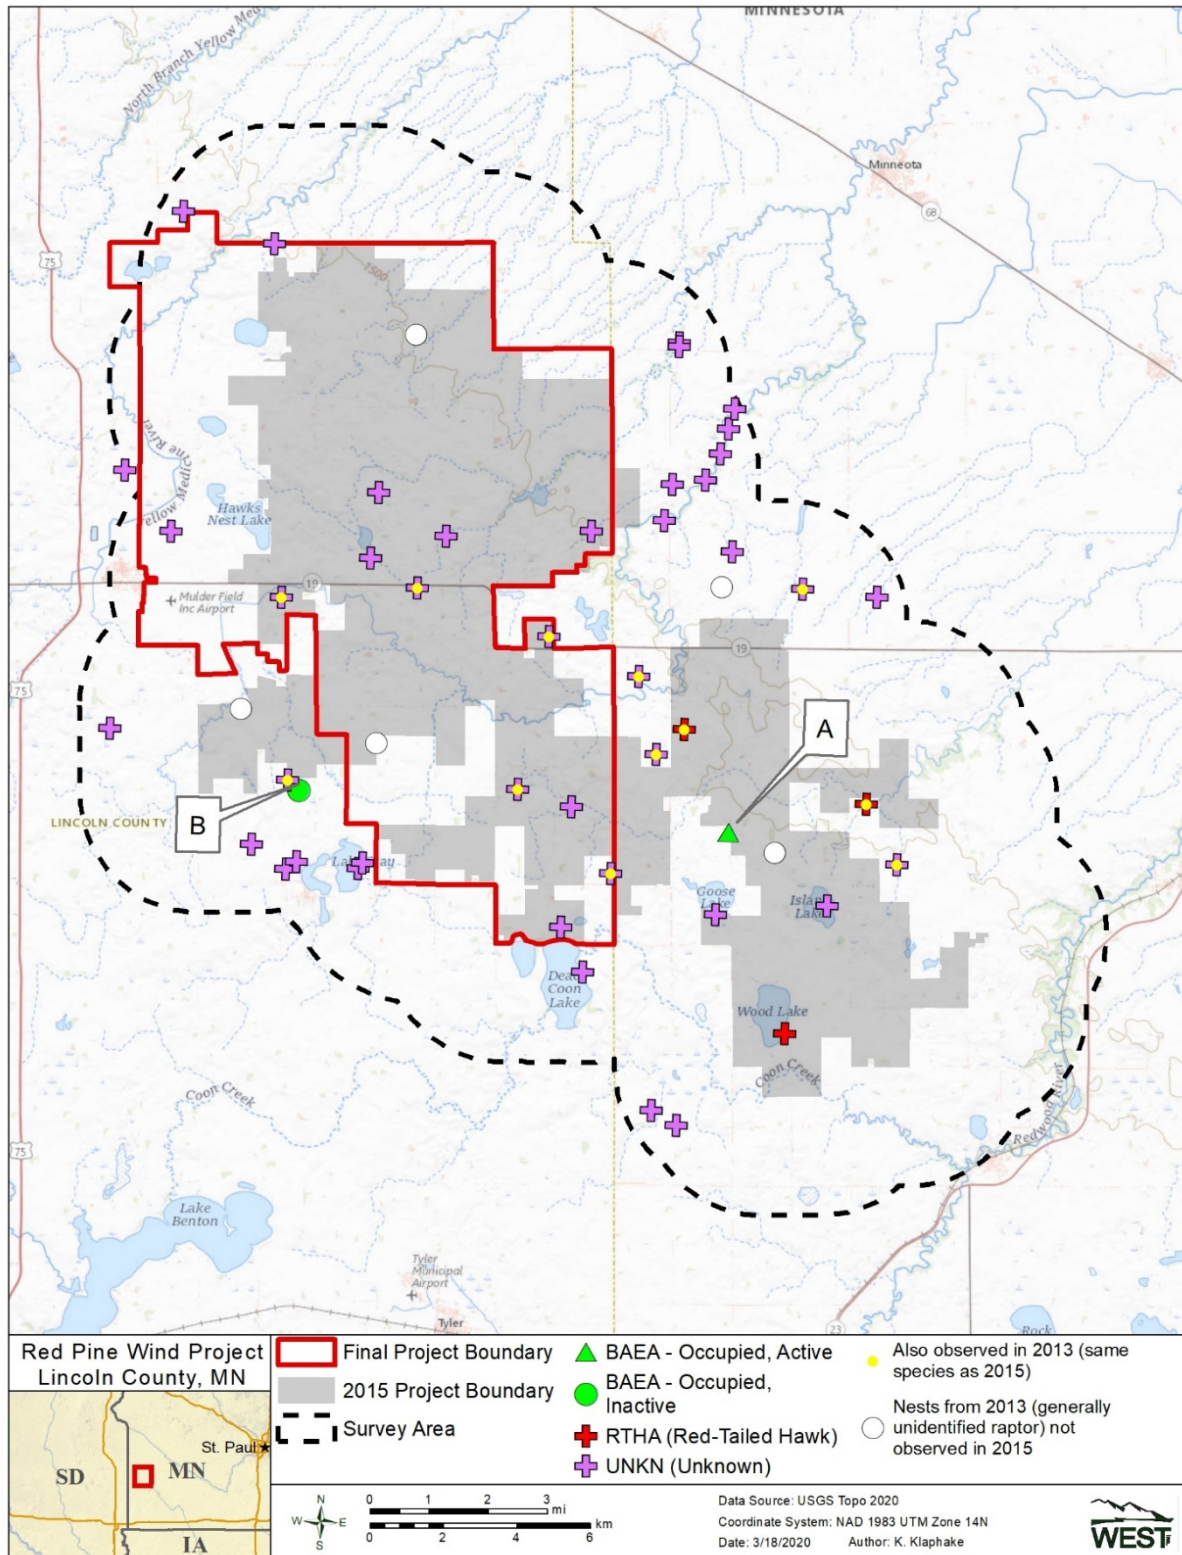 MINNESOTA
North Branch Yellow Med
Minneota
68
75
1500
Yellow Medic
ne River
Hawks
Nest Lake
19
Mulder Field
Inc Airport
19
75
A
B
LINCOLN COUNTY
Goose
Lake
Island
Lake
Dead
Coon
Lake
Wood Lake
Coon Creek
Coon Creek
Redwood River
75
Lake
Benton
Tyler
Municipal
Airport
Tyler
23
Rock
Red Pine Wind Project
Lincoln County, MN
St. Paul
SD
MN
IA
Final Project Boundary
2015 Project Boundary
Survey Area
BAEA - Occupied, Active
BAEA - Occupied,
Inactive
RTHA (Red-Tailed Hawk)
UNKN (Unknown)
Also observed in 2013 (same
species as 2015)
Nests from 2013 (generally
unidentified raptor) not
observed in 2015
N
W E
S
0 1 2 3
mi
km
0 2 4 6
Data Source: USGS Topo 2020
Coordinate System: NAD 1983 UTM Zone 14N
Date: 3/18/2020 Author: K. Klaphake
WEST